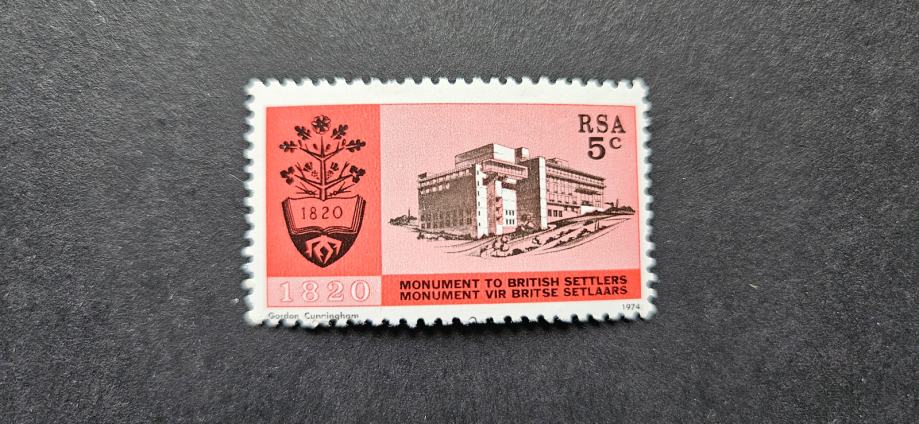 RSA
5c
1820
1820
MONUMENT TO BRITISH SETTLERS
MONUMENT VIR BRITSE SETLAARS
Gordon Cunningham
1974